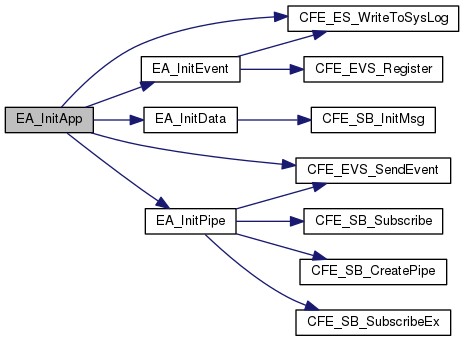 CFE_ES_WriteToSysLog
EA_InitEvent
CFE_EVS_Register
EA_InitApp
EA_InitData
CFE_SB_InitMsg
CFE_EVS_SendEvent
EA_InitPipe
CFE_SB_Subscribe
CFE_SB_CreatePipe
CFE_SB_SubscribeEx